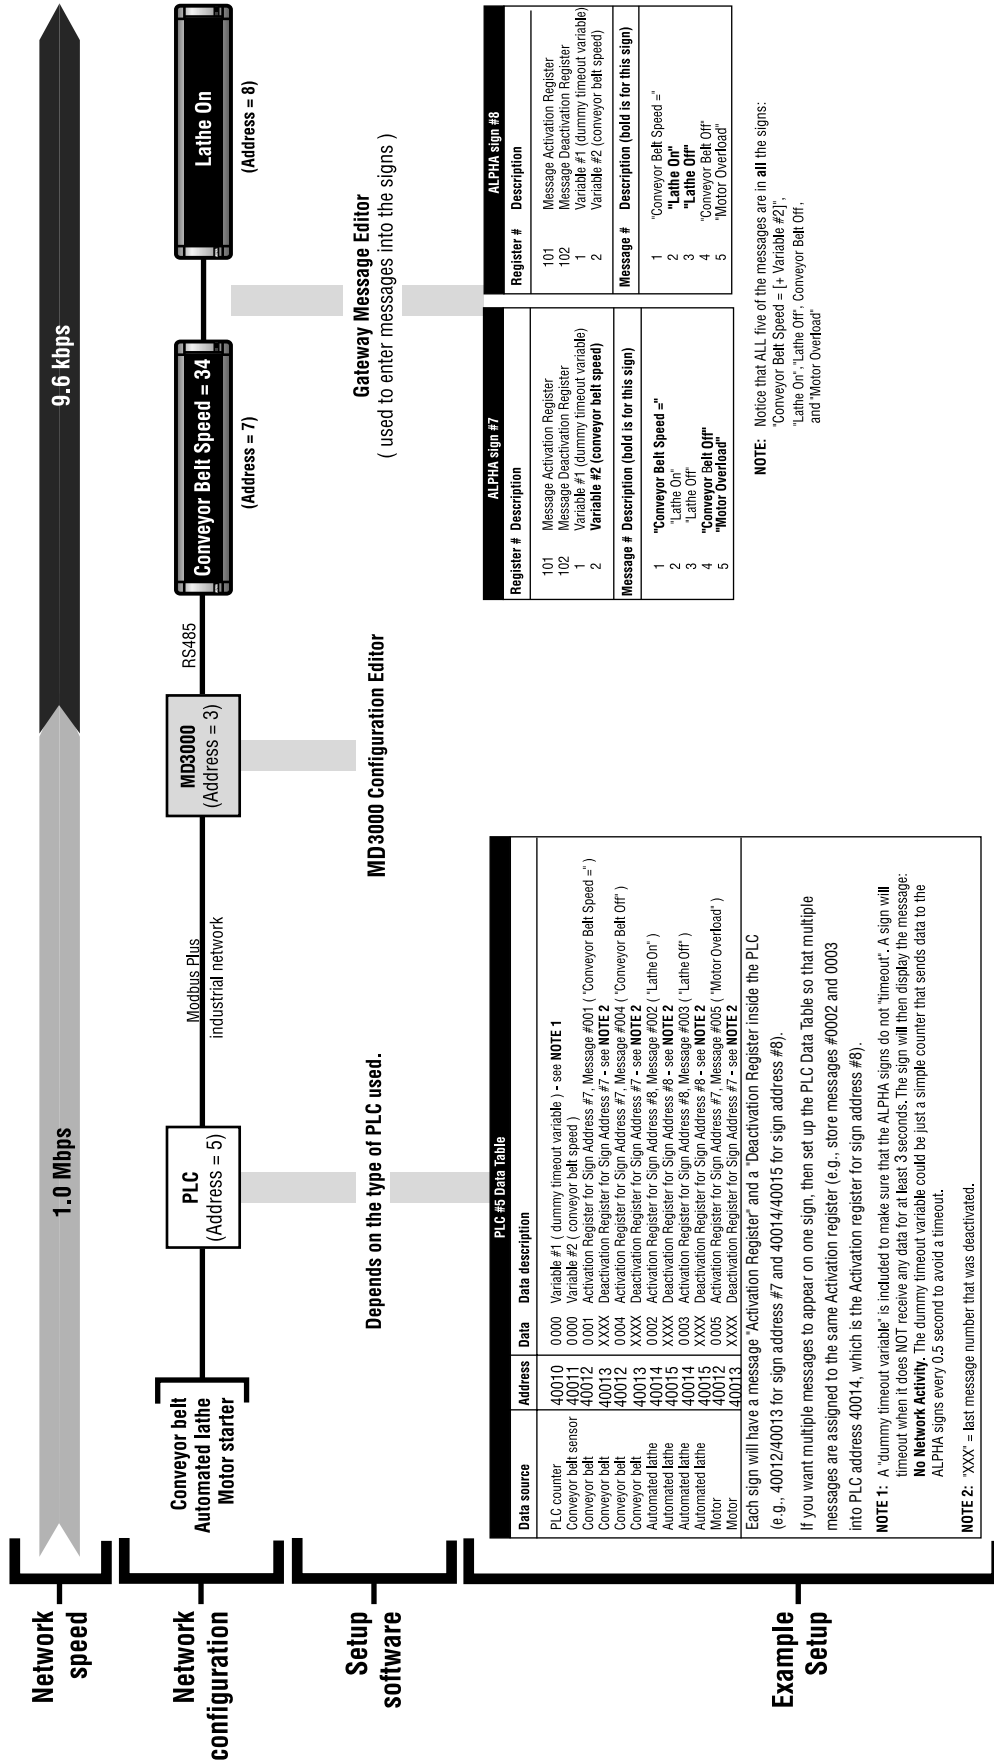 Network
speed
1.0 Mbps
9.6 kbps
Network
configuration
Conveyor belt
Automated lathe
Motor starter
PLC
(Address = 5)
Modbus Plus
industrial network
MD3000
(Address = 3)
RS485
Conveyor Belt Speed = 34
(Address = 7)
Lathe On
(Address = 8)
Setup
software
Depends on the type of PLC used.
MD3000 Configuration Editor
Gateway Message Editor
( used to enter messages into the signs )
Example
Setup
PLC #5 Data Table
Data source Address Data Data description
PLC counter 40010 0000 Variable #1 ( dummy timeout variable ) - see NOTE 1
Conveyor belt sensor 40011 0000 Variable #2 ( conveyor belt speed )
Conveyor belt 40012 0001 Activation Register for Sign Address #7, Message #001 ( "Conveyor Belt Speed =" )
Conveyor belt 40013 XXXX Deactivation Register for Sign Address #7 - see NOTE 2
Conveyor belt 40012 0004 Activation Register for Sign Address #7, Message #004 ( "Conveyor Belt Off" )
Conveyor belt 40013 XXXX Deactivation Register for Sign Address #7 - see NOTE 2
Automated lathe 40014 0002 Activation Register for Sign Address #8, Message #002 ( "Lathe On" )
Automated lathe 40015 XXXX Deactivation Register for Sign Address #8 - see NOTE 2
Automated lathe 40014 0003 Activation Register for Sign Address #8, Message #003 ( "Lathe Off" )
Automated lathe 40015 XXXX Deactivation Register for Sign Address #8 - see NOTE 2
Motor 40012 0005 Activation Register for Sign Address #7, Message #005 ( "Motor Overload" )
Motor 40013 XXXX Deactivation Register for Sign Address #7 - see NOTE 2
Each sign will have a message "Activation Register" and a "Deactivation Register inside the PLC
(e.g., 40012/40013 for sign address #7 and 40014/40015 for sign address #8).
If you want multiple messages to appear on one sign, then set up the PLC Data Table so that multiple
messages are assigned to the same Activation register (e.g., store messages #0002 and 0003
into PLC address 40014, which is the Activation register for sign address #8).
NOTE 1: A "dummy timeout variable" is included to make sure that the ALPHA signs do not "timeout". A sign will
timeout when it does NOT receive any data for at least 3 seconds. The sign will then display the message:
No Network Activity. The dummy timeout variable could be just a simple counter that sends data to the
ALPHA signs every 0.5 second to avoid a timeout.
NOTE 2: "XXX" = last message number that was deactivated.
ALPHA sign #7
Register # Description
101 Message Activation Register
102 Message Deactivation Register
1 Variable #1 (dummy timeout variable)
2 Variable #2 (conveyor belt speed)
Message # Description (bold is for this sign)
1 "Conveyor Belt Speed ="
2 "Lathe On"
3 "Lathe Off"
4 "Conveyor Belt Off"
5 "Motor Overload"
ALPHA sign #8
Register # Description
101 Message Activation Register
102 Message Deactivation Register
1 Variable #1 (dummy timeout variable)
2 Variable #2 (conveyor belt speed)
Message # Description (bold is for this sign)
1 "Conveyor Belt Speed ="
2 "Lathe On"
3 "Lathe Off"
4 "Conveyor Belt Off"
5 "Motor Overload"
NOTE: Notice that ALL five of the messages are in all the signs:
"Conveyor Belt Speed = [+ Variable #2]",
"Lathe On", "Lathe Off", Conveyor Belt Off,
and "Motor Overload"